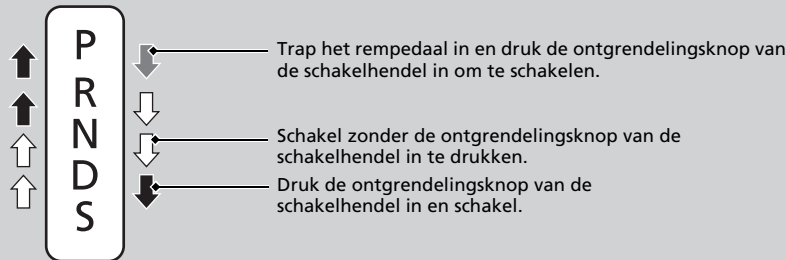 P
R
N
D
S
Trap het rempedaal in en druk de ontgrendelingsknop van
de schakelhendel in om te schakelen.
Schakel zonder de ontgrendelingsknop van de
schakelhendel in te drukken.
Druk de ontgrendelingsknop van de
schakelhendel in en schakel.